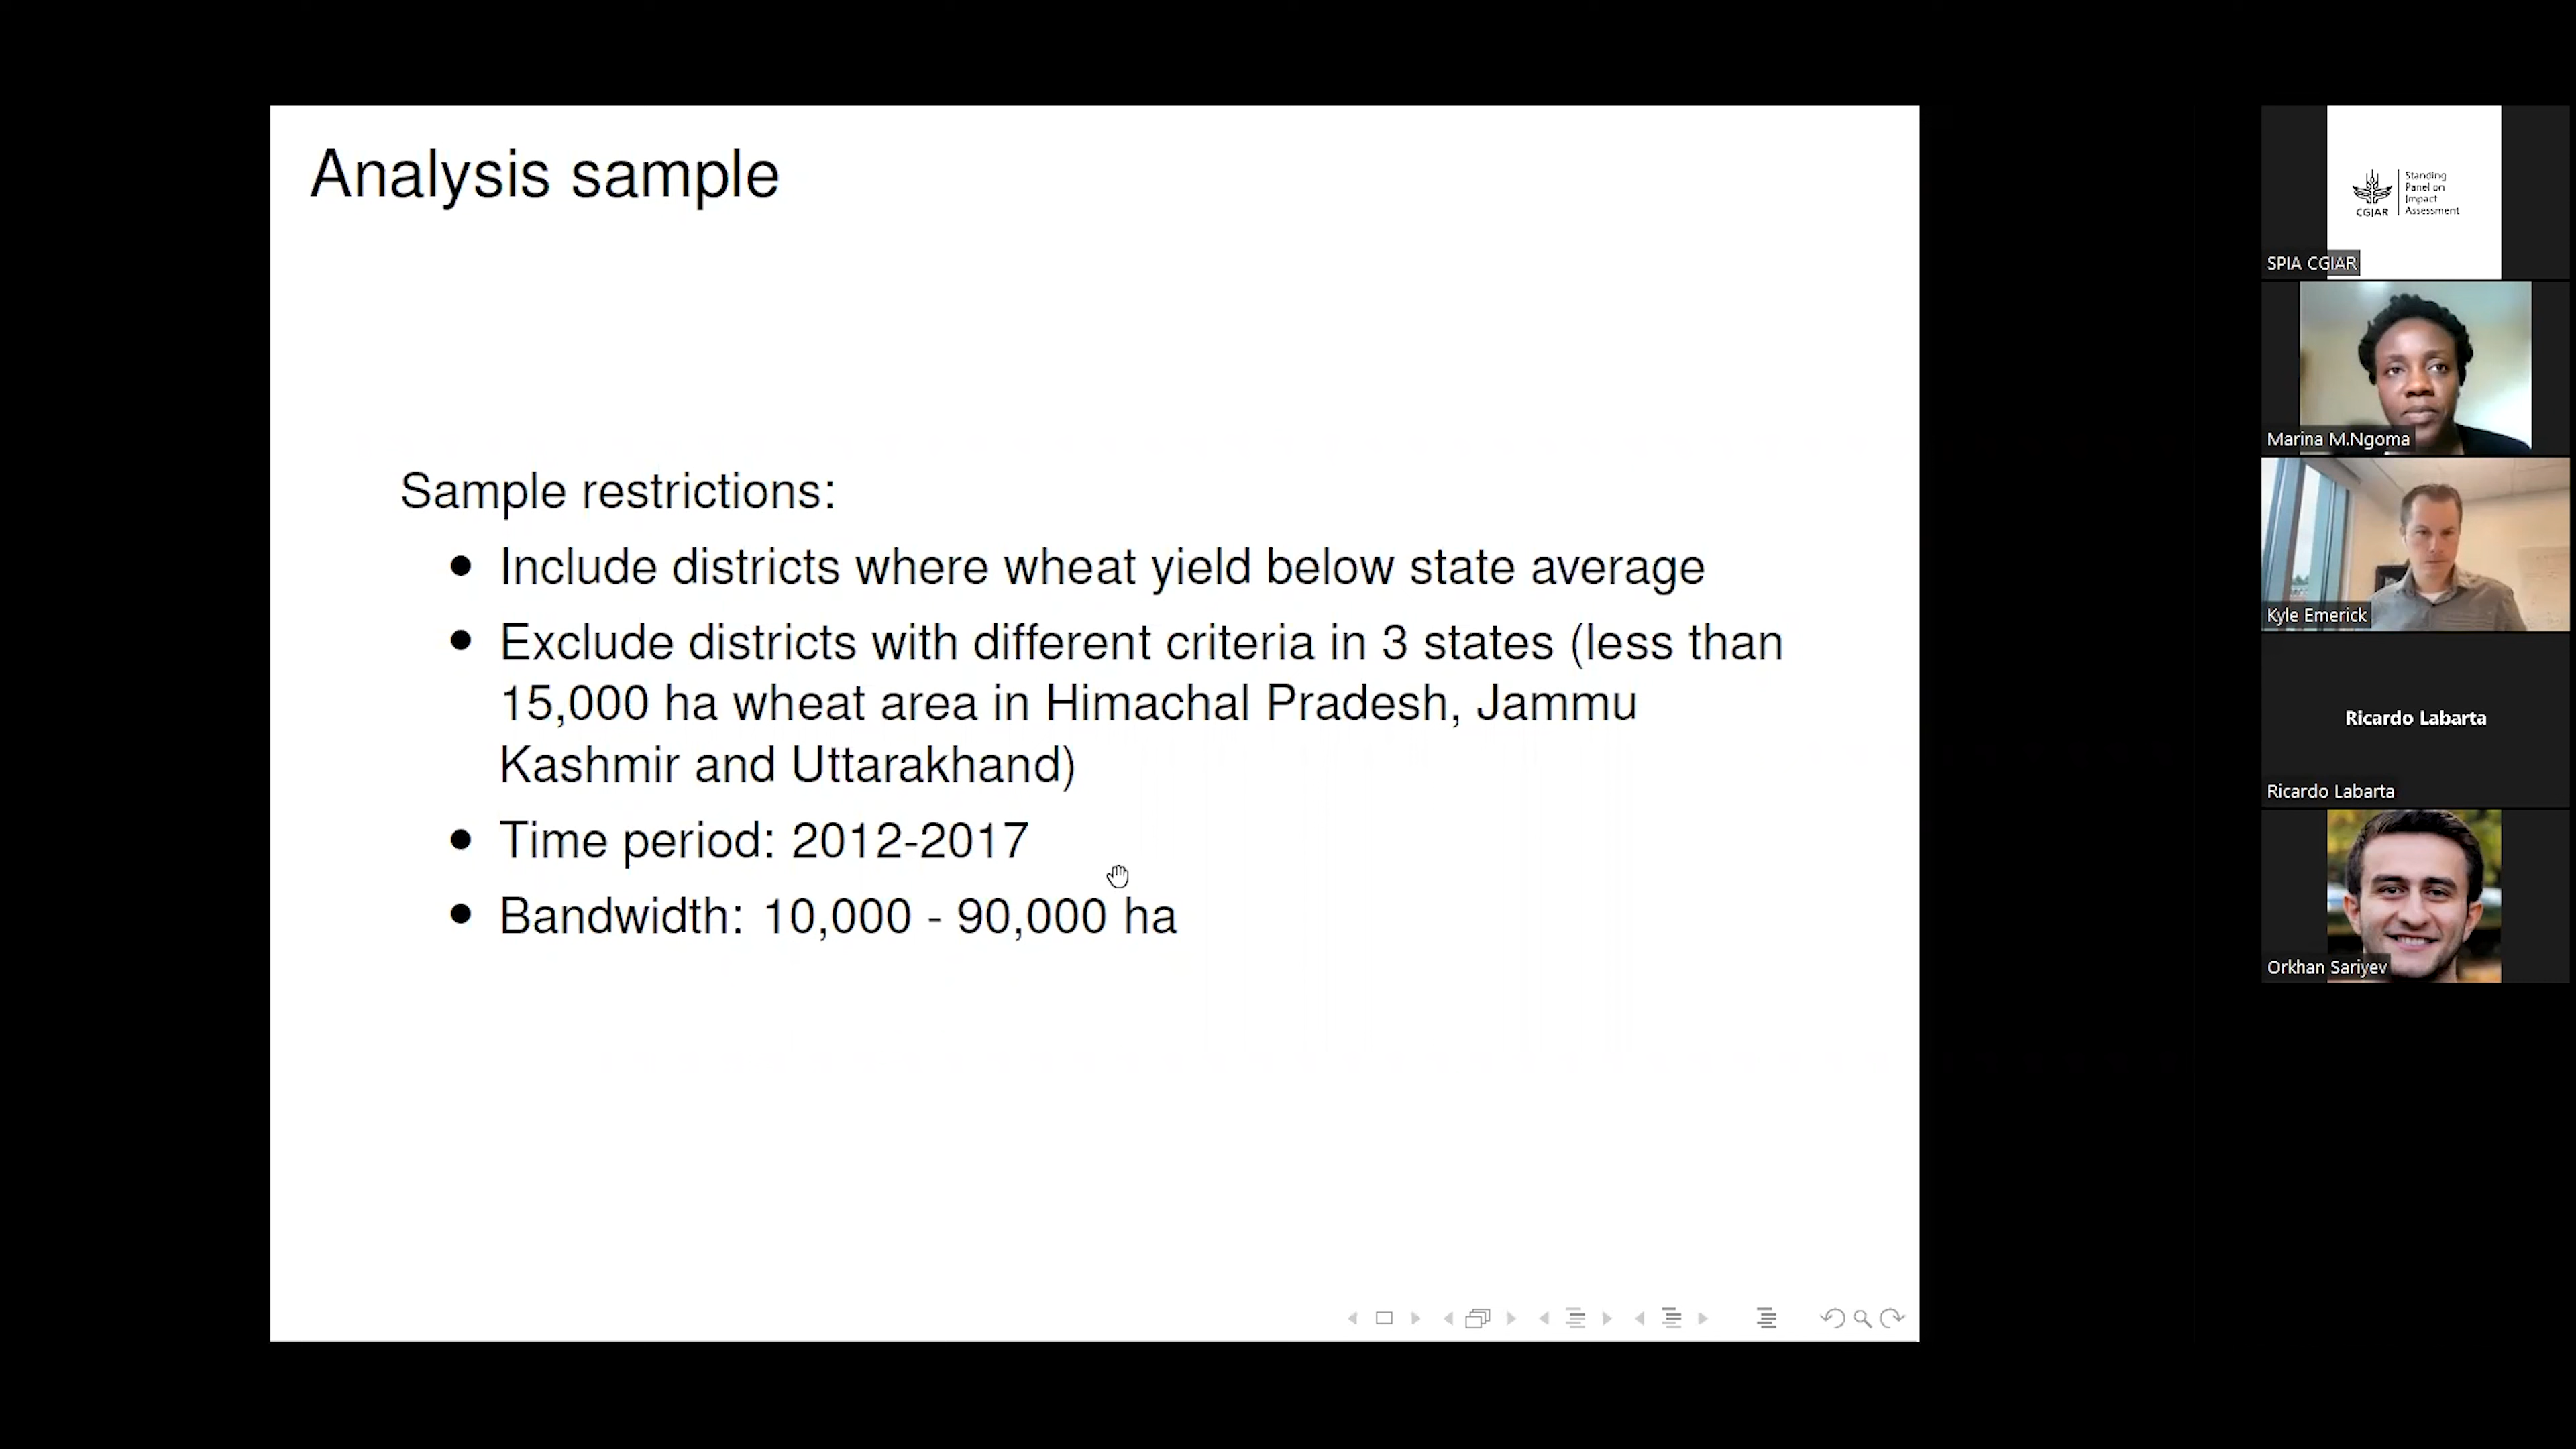 Analysis sample
Sample restrictions:
Include districts where wheat yield below state average
Exclude districts with different criteria in 3 states (less than
15,000 ha wheat area in Himachal Pradesh, Jammu
Kashmir and Uttarakhand)
Time period: 2012-2017
Bandwidth: 10,000 - 90,000 ha
CGIAR
Standing
Panel on
Impact
Assessment
SPIA CGIAR
Marina M.Ngoma
Kyle Emerick
Ricardo Labarta
Ricardo Labarta
Orkhan Sariyev